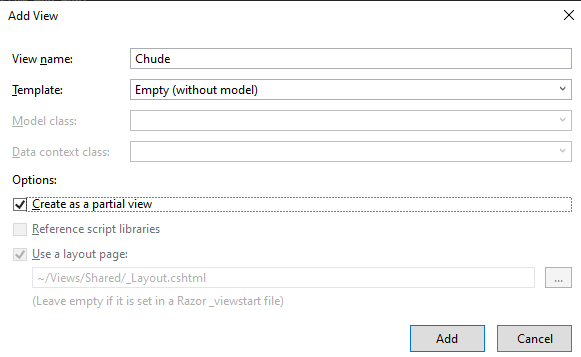 Add View
View name:
Chude
Template:
Empty (without model)
Model class:
Data context class:
Options:
Create as a partial view
Reference script libraries
Use a layout page:
~/Views/Shared/_Layout.cshtml
...
(Leave empty if it is set in a Razor _viewstart file)
Add
Cancel